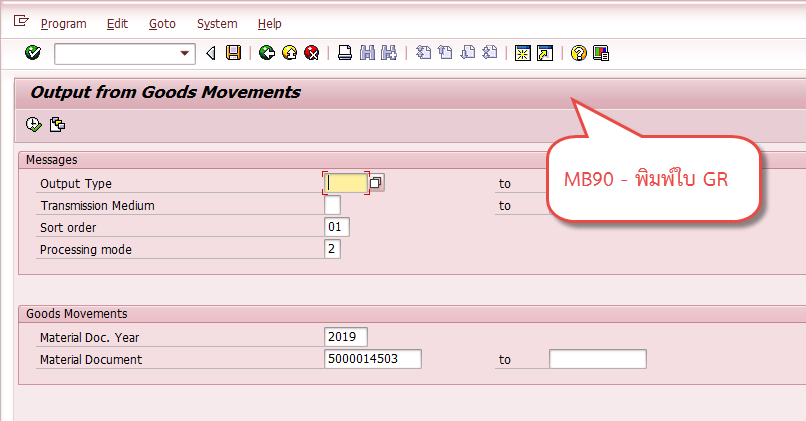 Program Edit Goto System Help
Output from Goods Movements
MB90 - พิมพ์ใบ GR
Messages
Output Type to
Transmission Medium to
Sort order 01
Processing mode 2
Goods Movements
Material Doc. Year 2019
Material Document 5000014503 to